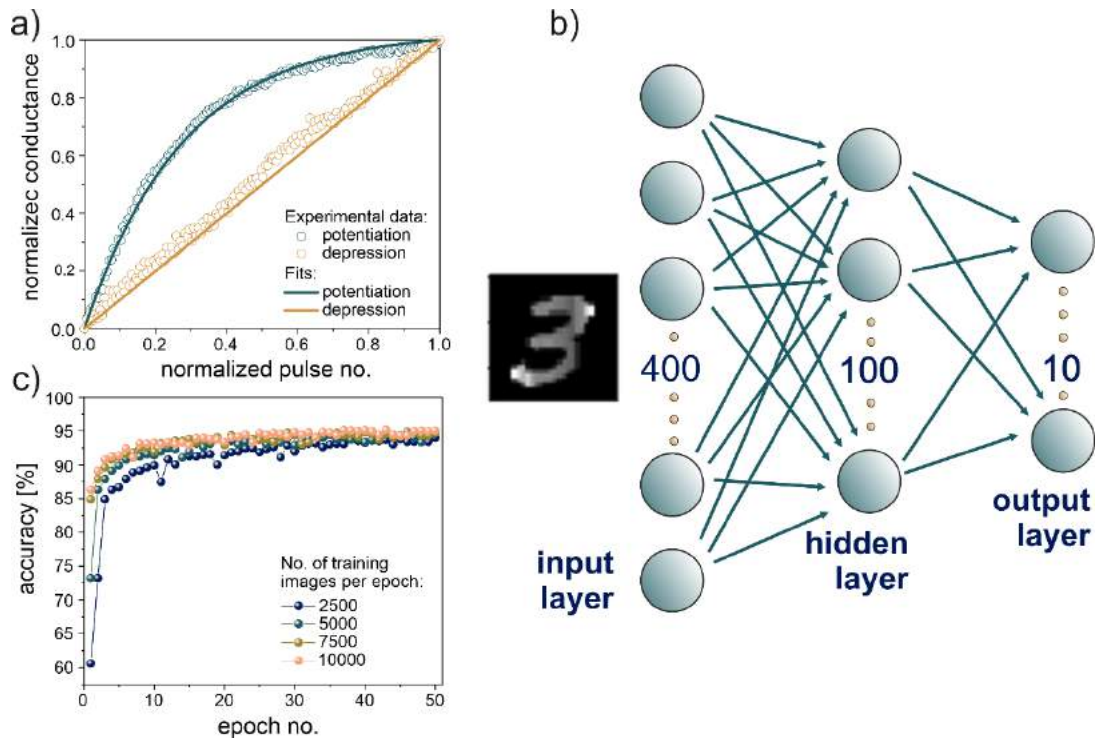 a)
normalizec conductance
1.0
0.8
0.6
0.4
0.2
0.0
Experimental data:
potentiation
depression
Fits:
potentiation
depression
0.0 0.2 0.4 0.6 0.8 1.0
normalized pulse no.
b)
400
100
10
input
layer
hidden
layer
output
layer
3
c)
accuracy [%]
100
95
90
85
80
75
70
65
60
No. of training
images per epoch:
2500
5000
7500
10000
0 10 20 30 40 50
epoch no.